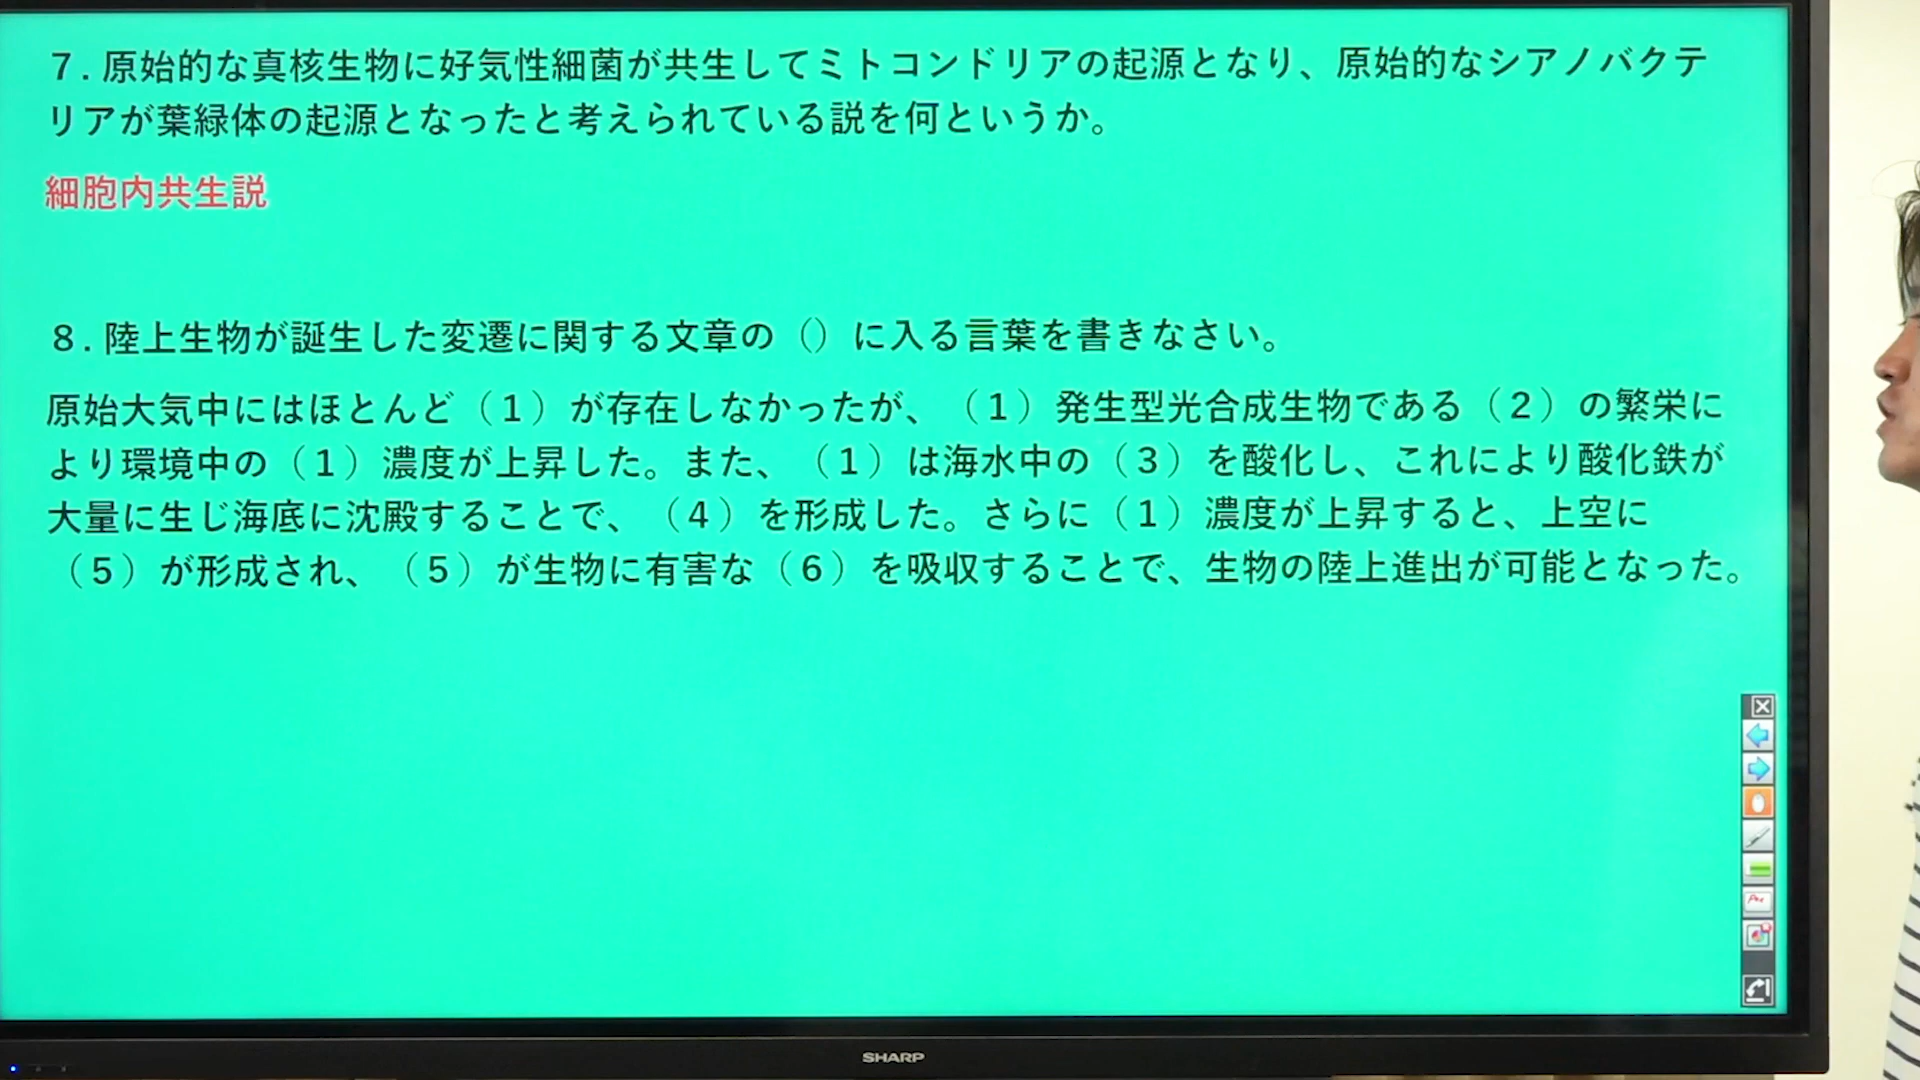 7. 原始的な真核生物に好気性細菌が共生してミトコンドリアの起源となり、原始的なシアノバクテ
リアが葉緑体の起源となったと考えられている説を何というか。
細胞内共生説
8. 陸上生物が誕生した変遷に関する文章の（）に入る言葉を書きなさい。
原始大気中にはほとんど（1）が存在しなかったが、（1）発生型光合成生物である（2）の繁栄に
より環境中の（1）濃度が上昇した。また、（1）は海水中の（3）を酸化し、これにより酸化鉄が
大量に生じ海底に沈殿することで、（4）を形成した。さらに（1）濃度が上昇すると、上空に
（5）が形成され、（5）が生物に有害な（6）を吸収することで、生物の陸上進出が可能となった。
SHARP